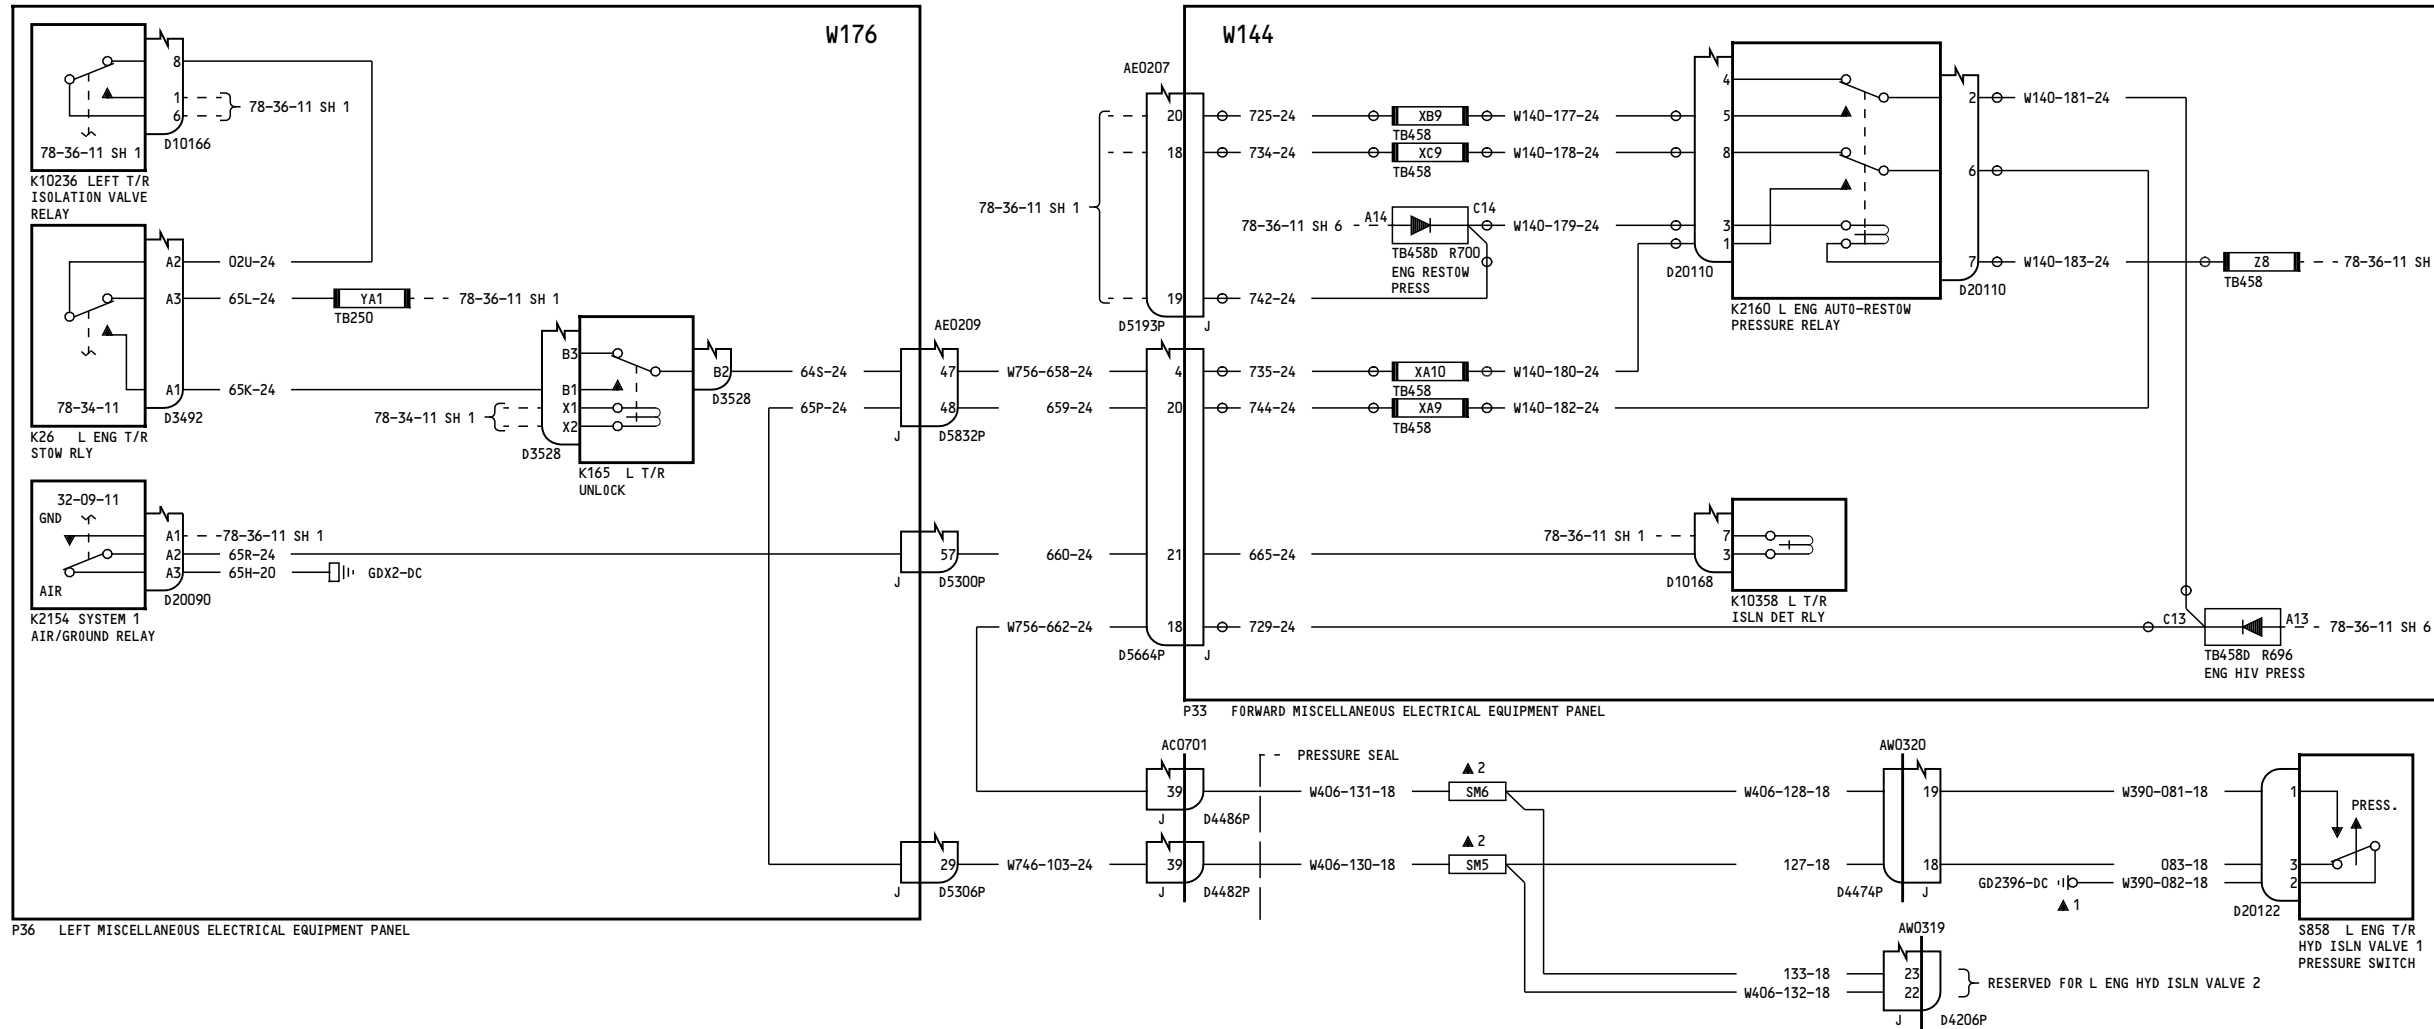 W176
8
1
6
78-36-11 SH 1
D10166
78-36-11 SH 1
K10236 LEFT T/R
ISOLATION VALVE
RELAY
A2
02U-24
A3
65L-24
YA1
78-36-11 SH 1
TB250
A1
65K-24
78-34-11
D3492
K26 L ENG T/R
STOW RLY
B3
B1
X1
X2
78-34-11 SH 1
D3528
B2
D3528
K165 L T/R
UNLOCK
64S-24
65P-24
AE0209
47
48
J
D5832P
32-09-11
GND
AIR
A1
78-36-11 SH 1
A2
65R-24
A3
65H-20
GDX2-DC
D20090
K2154 SYSTEM 1
AIR/GROUND RELAY
57
J
D5300P
29
J
D5306P
P36 LEFT MISCELLANEOUS ELECTRICAL EQUIPMENT PANEL
W756-658-24
659-24
660-24
W756-662-24
W746-103-24
W144
AE0207
20
18
19
78-36-11 SH 1
D5193P
J
725-24
XB9
TB458
W140-177-24
734-24
XC9
TB458
W140-178-24
78-36-11 SH 6
A14
C14
W140-179-24
TB458D R700
ENG RESTOW
PRESS
742-24
4
5
8
3
1
D20110
2
6
7
D20110
K2160 L ENG AUTO-RESTOW
PRESSURE RELAY
W140-181-24
W140-183-24
Z8
TB458
78-36-11 SH
4
20
21
18
D5664P
J
735-24
XA10
TB458
W140-180-24
744-24
XA9
TB458
W140-182-24
665-24
78-36-11 SH 1
7
3
D10168
K10358 L T/R
ISLN DET RLY
729-24
C13
A13
78-36-11 SH 6
TB458D R696
ENG HIV PRESS
P33 FORWARD MISCELLANEOUS ELECTRICAL EQUIPMENT PANEL
AC0701
39
J
D4486P
39
J
D4482P
PRESSURE SEAL
W406-131-18
2
SM6
W406-130-18
2
SM5
W406-128-18
127-18
AW0320
19
18
D4474P
J
W390-081-18
083-18
GD2396-DC
W390-082-18
1
1
3
2
D20122
PRESS.
S858 L ENG T/R
HYD ISLN VALVE 1
PRESSURE SWITCH
AW0319
133-18
23
W406-132-18
22
RESERVED FOR L ENG HYD ISLN VALVE 2
J
D4206P